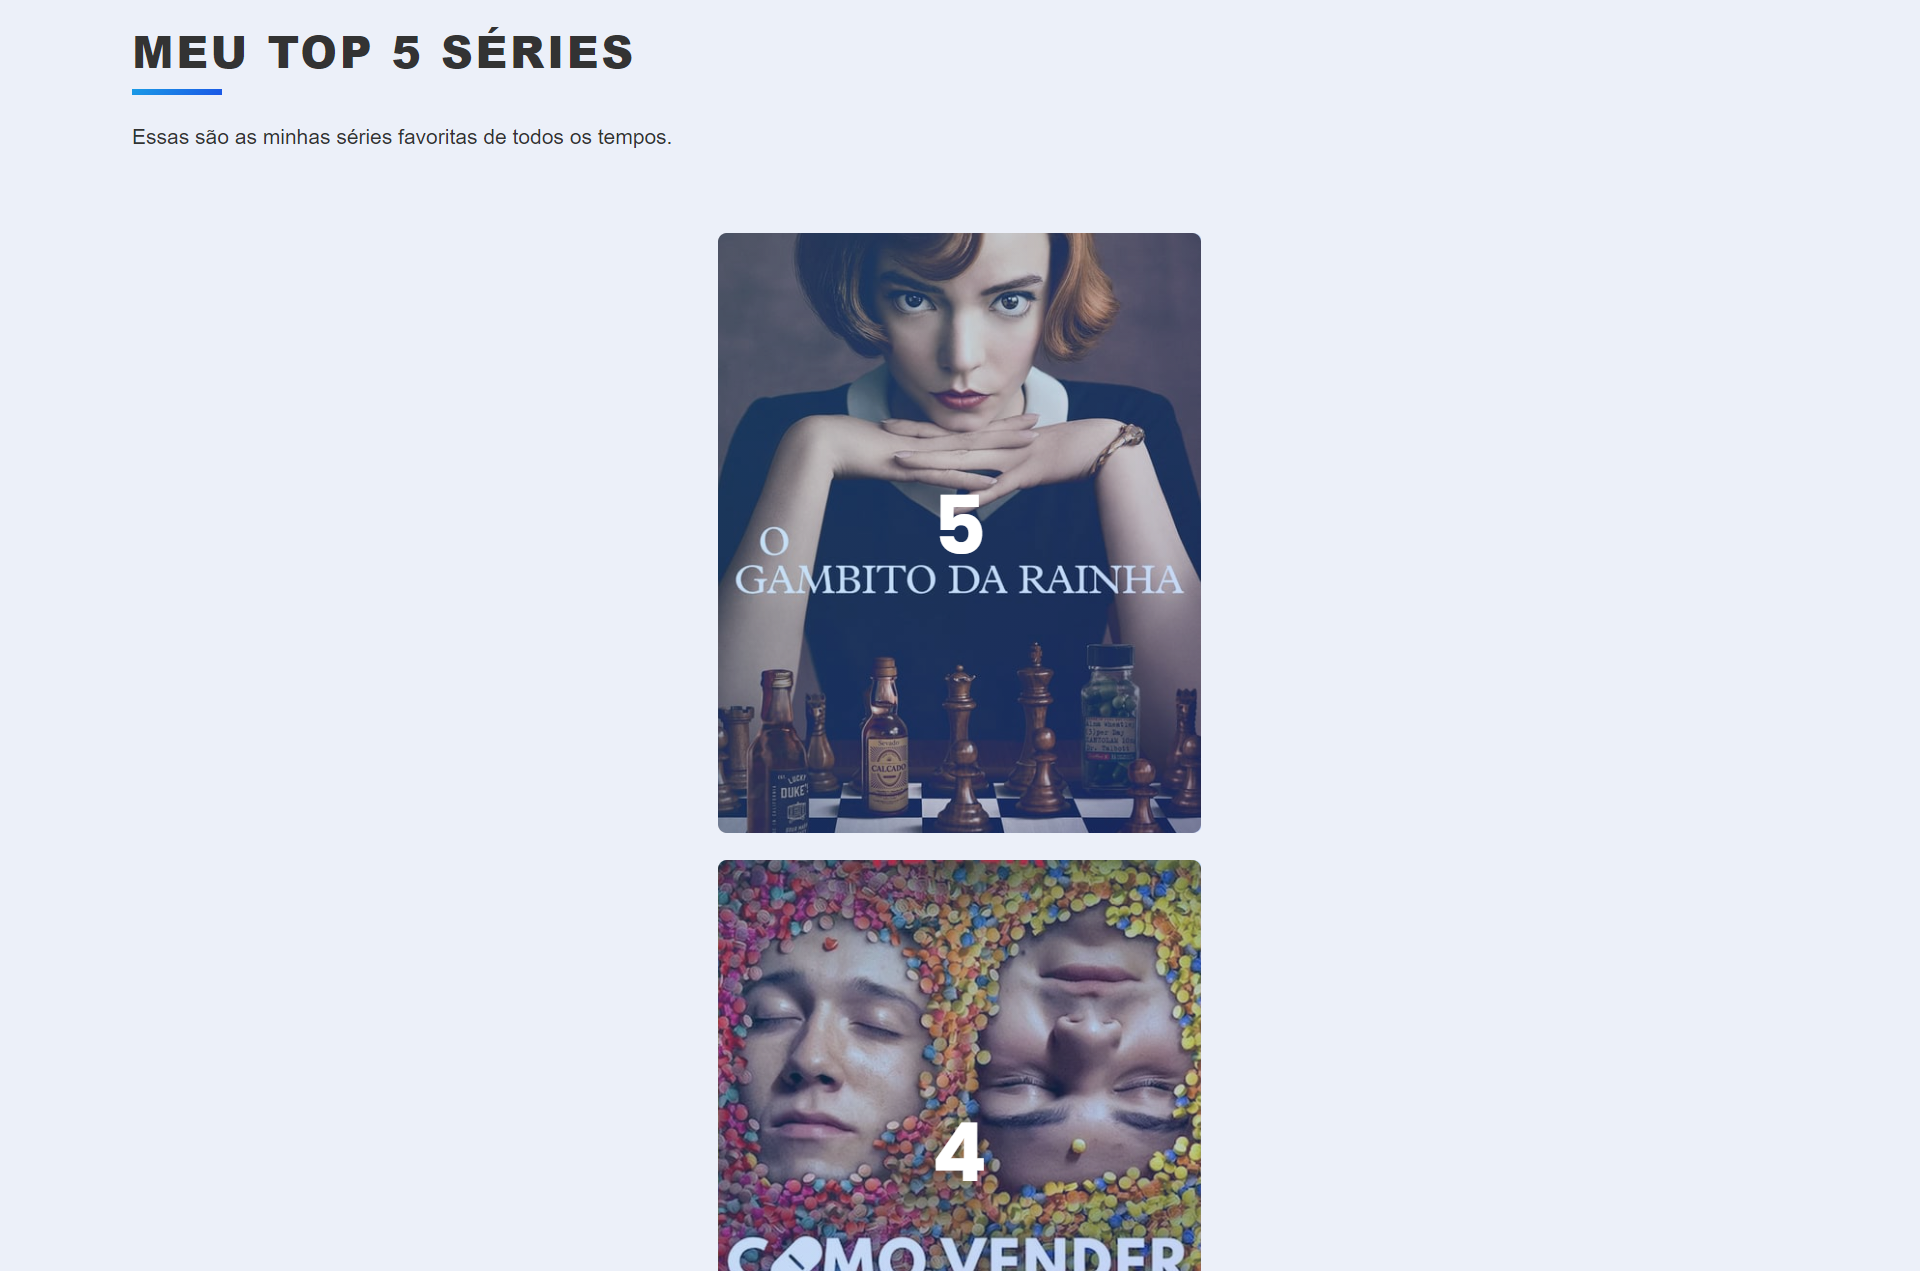 MEU TOP 5 SÉRIES
Essas são as minhas séries favoritas de todos os tempos.
5
O
GAMBITO DA RAINHA
LUCKY
DUKE'S
CALCADO
4
COMO VENDER